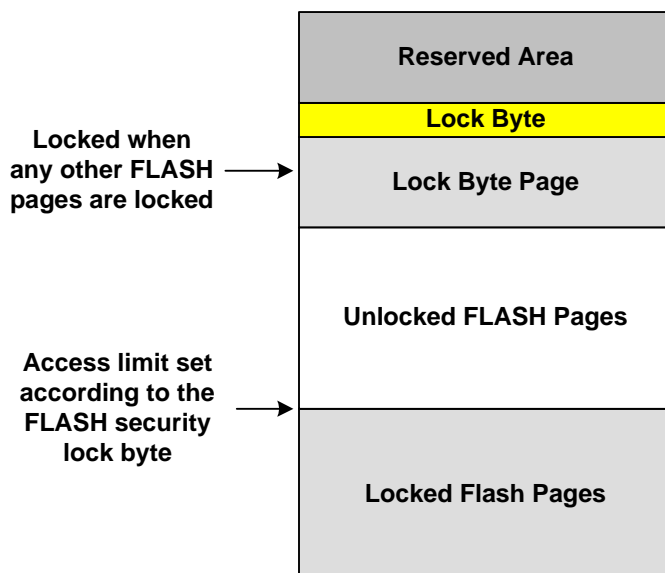 Reserved Area
Lock Byte
Locked when
any other FLASH
pages are locked
Lock Byte Page
Unlocked FLASH Pages
Access limit set
according to the
FLASH security
lock byte
Locked Flash Pages